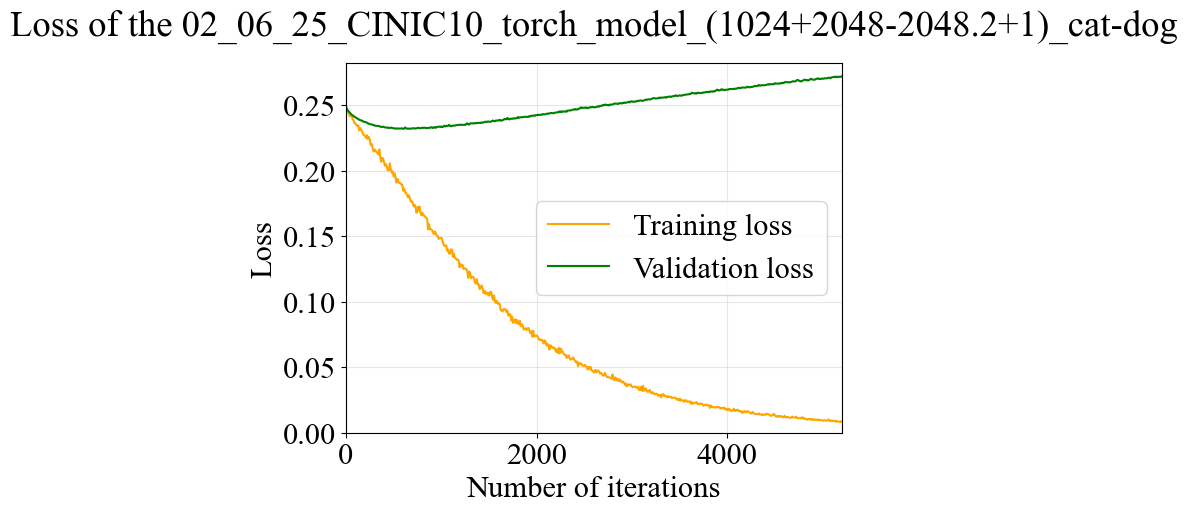 Loss of the 02_06_25_CINIC10_torch_model_(1024+2048-2048.2+1)_cat-dog
Loss
0.25
0.20
0.15
0.10
0.05
0.00
Training loss
Validation loss
0 2000 4000
Number of iterations